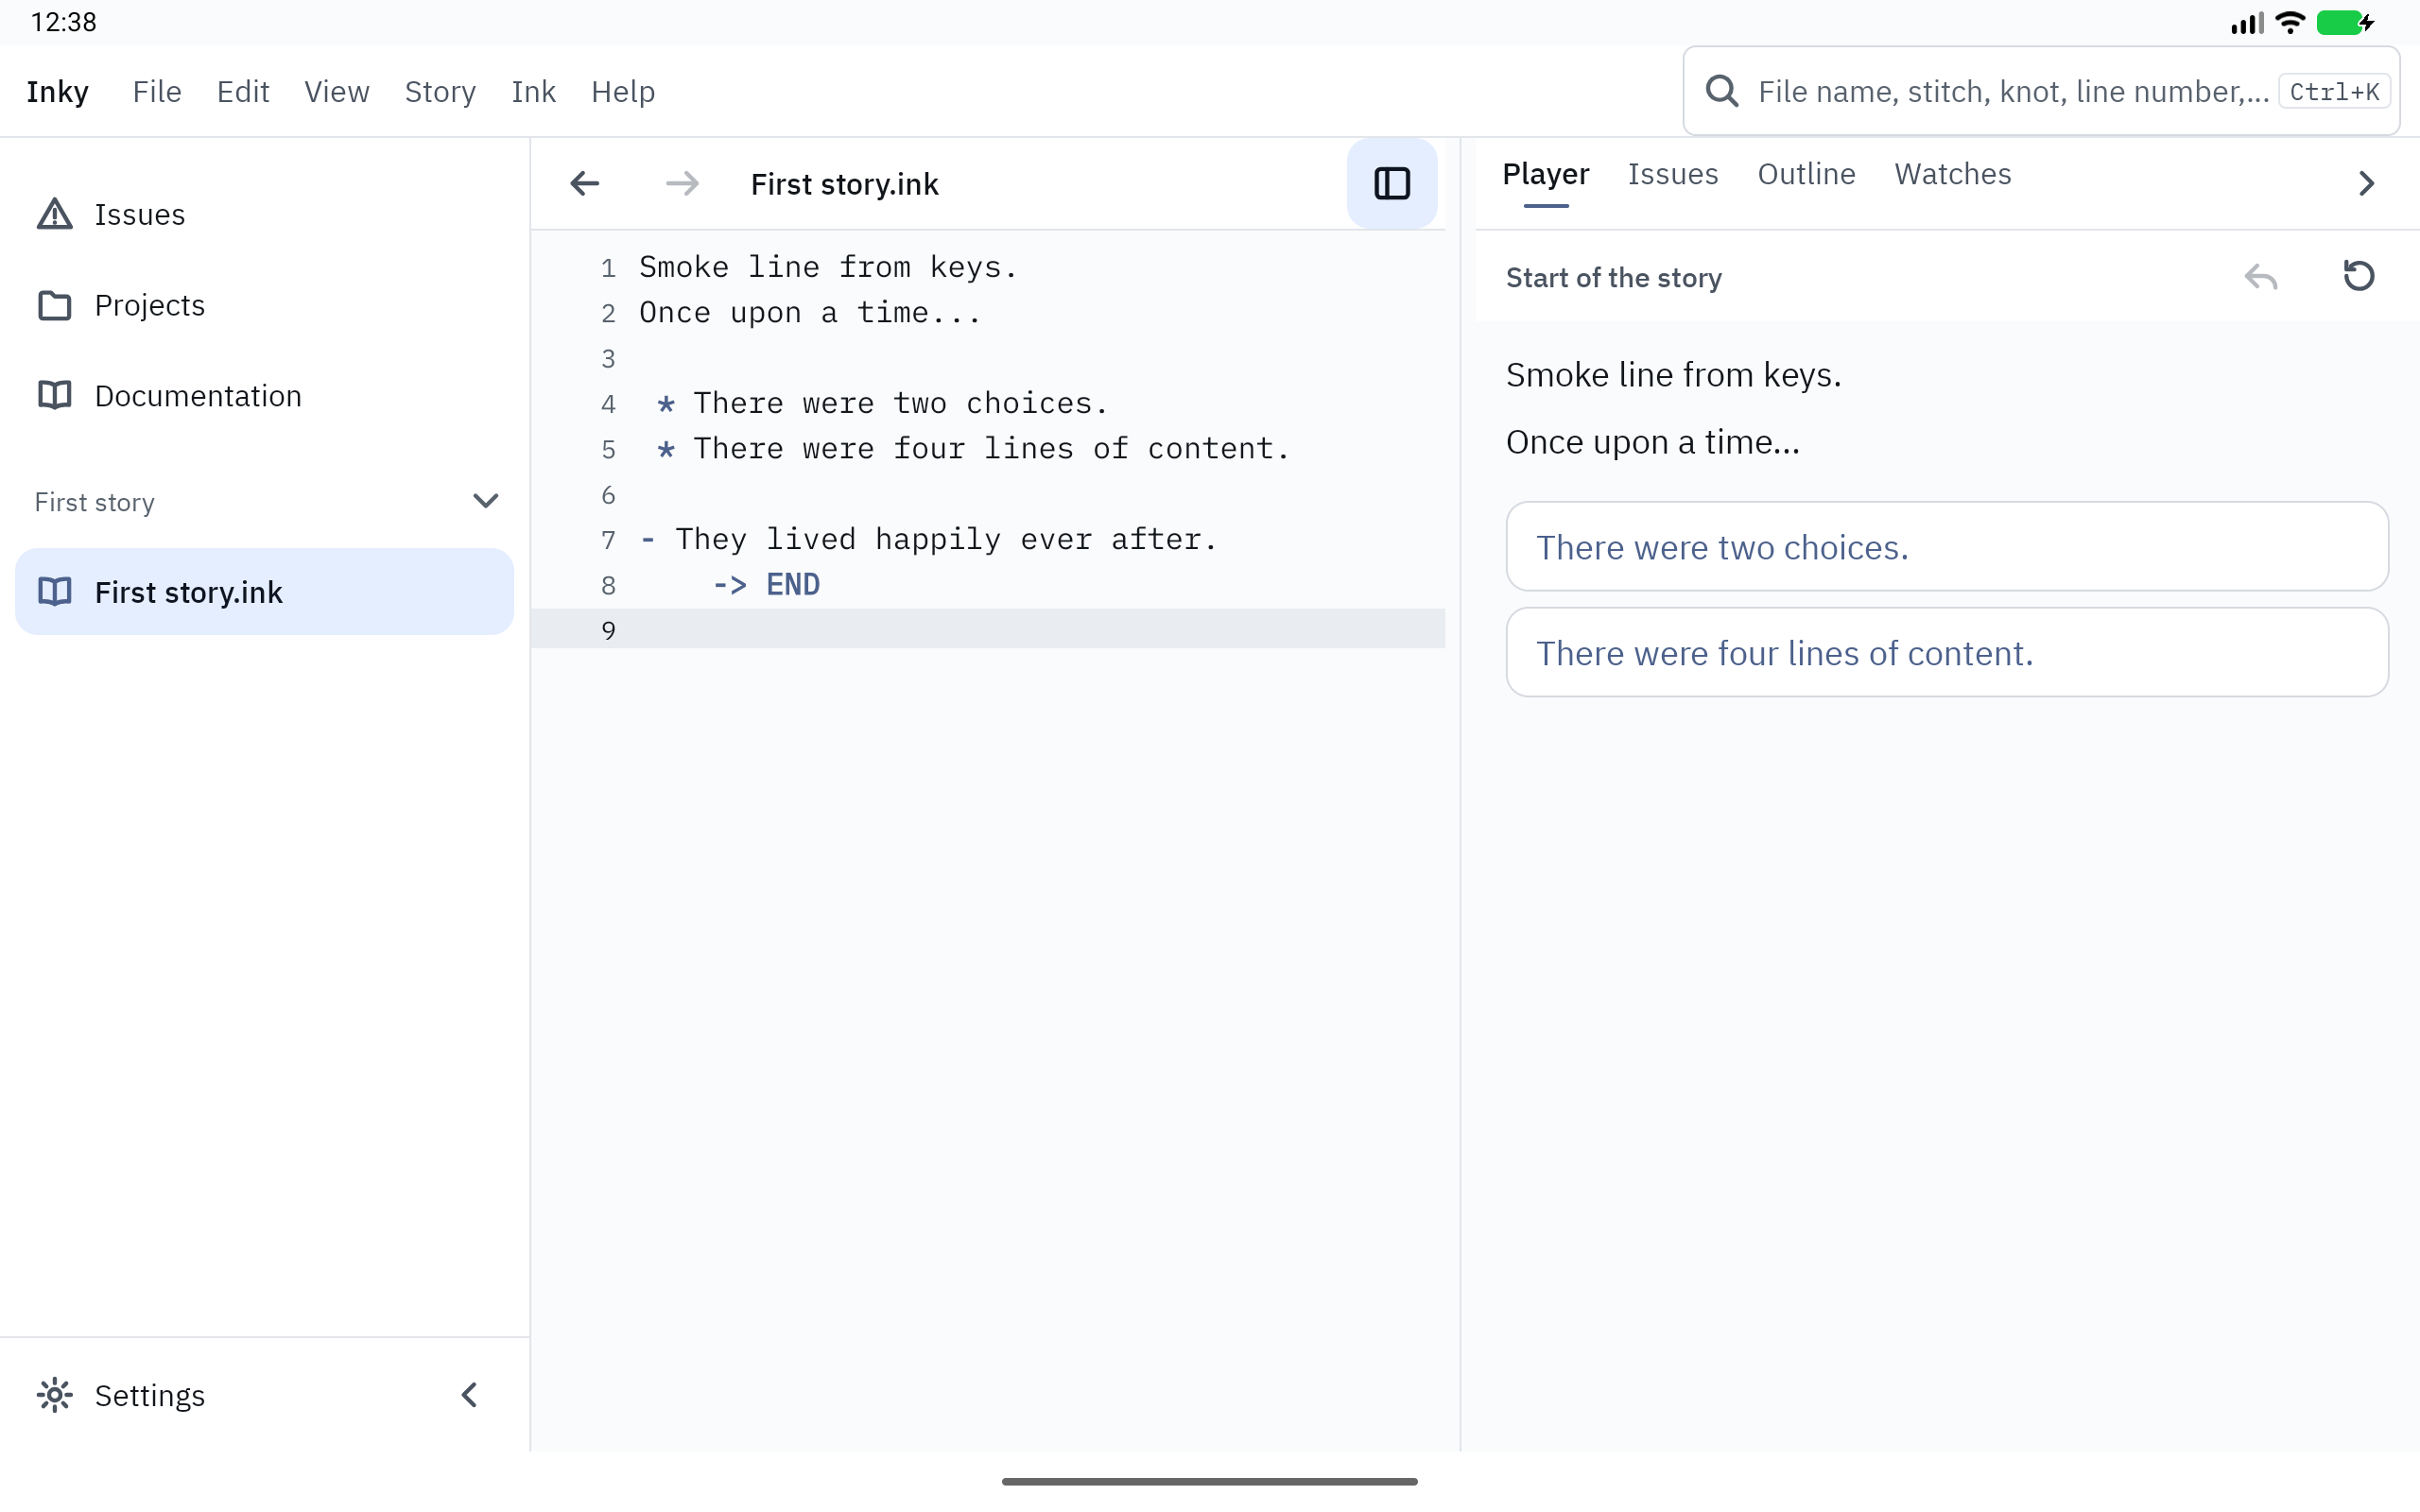 12:38
Inky File Edit View Story Ink Help
File name, stitch, knot, line number,... Ctrl+K
Issues
Projects
Documentation
First story
First story.ink
Settings
First story.ink
1 Smoke line from keys.
2 Once upon a time...
3
4 * There were two choices.
5 * There were four lines of content.
6
7 - They lived happily ever after.
8 -> END
9
Player Issues Outline Watches
Start of the story
Smoke line from keys.
Once upon a time...
There were two choices.
There were four lines of content.